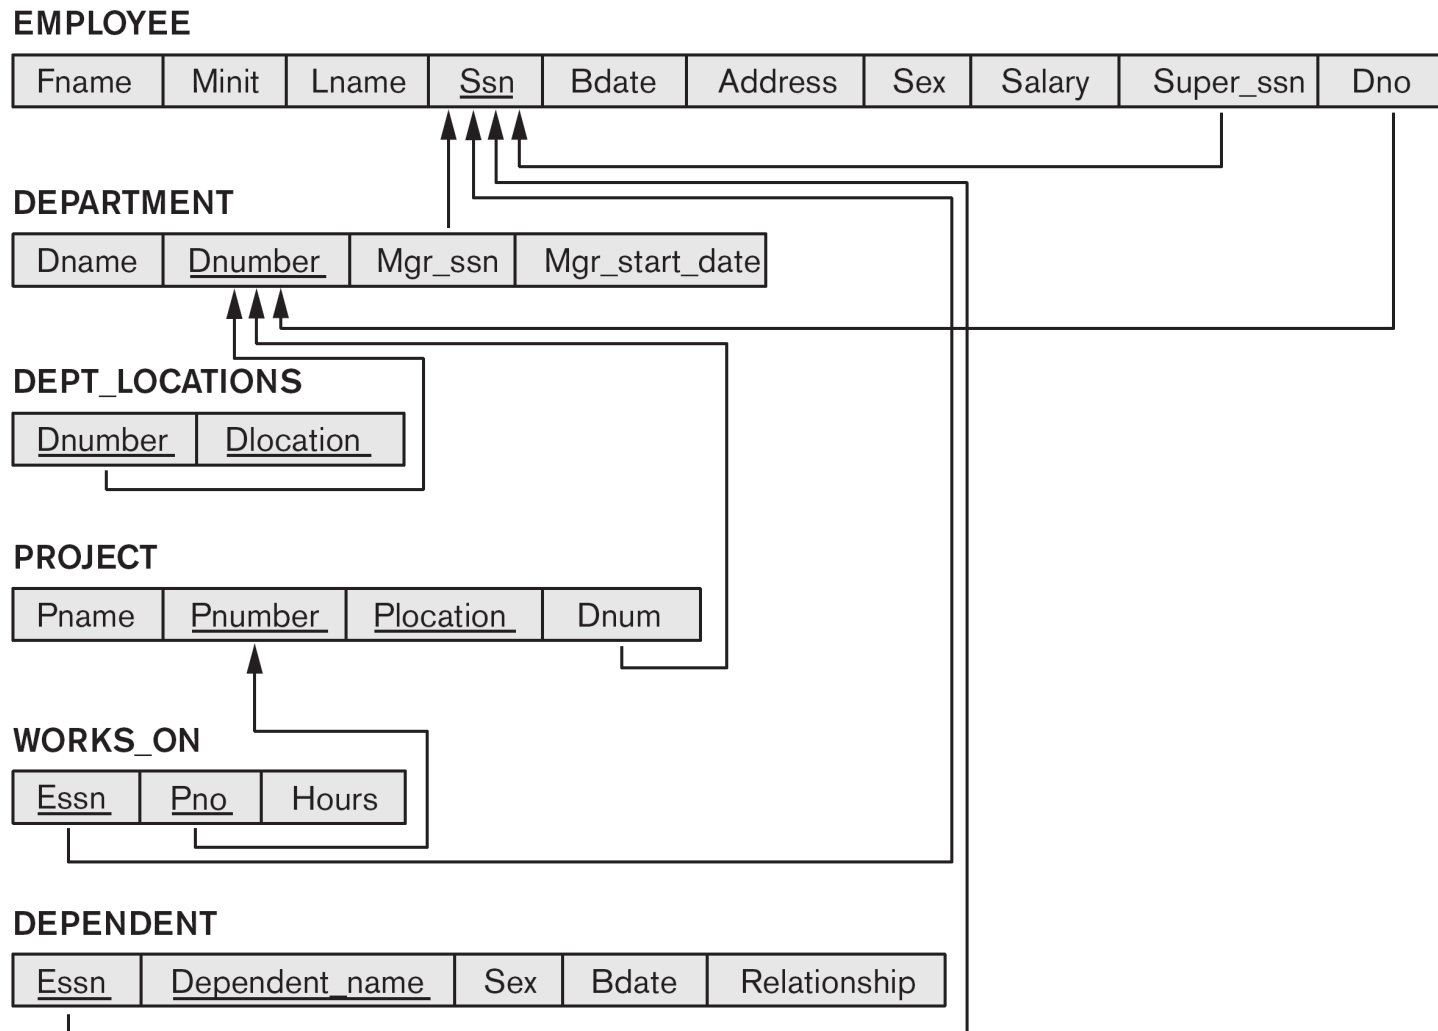 EMPLOYEE
Fname Minit Lname Ssn Bdate Address Sex Salary Super_ssn Dno
DEPARTMENT
Dname Dnumber Mgr_ssn Mgr_start_date
DEPT_LOCATIONS
Dnumber Dlocation
PROJECT
Pname Pnumber Plocation Dnum
WORKS_ON
Essn Pno Hours
DEPENDENT
Essn Dependent_name Sex Bdate Relationship